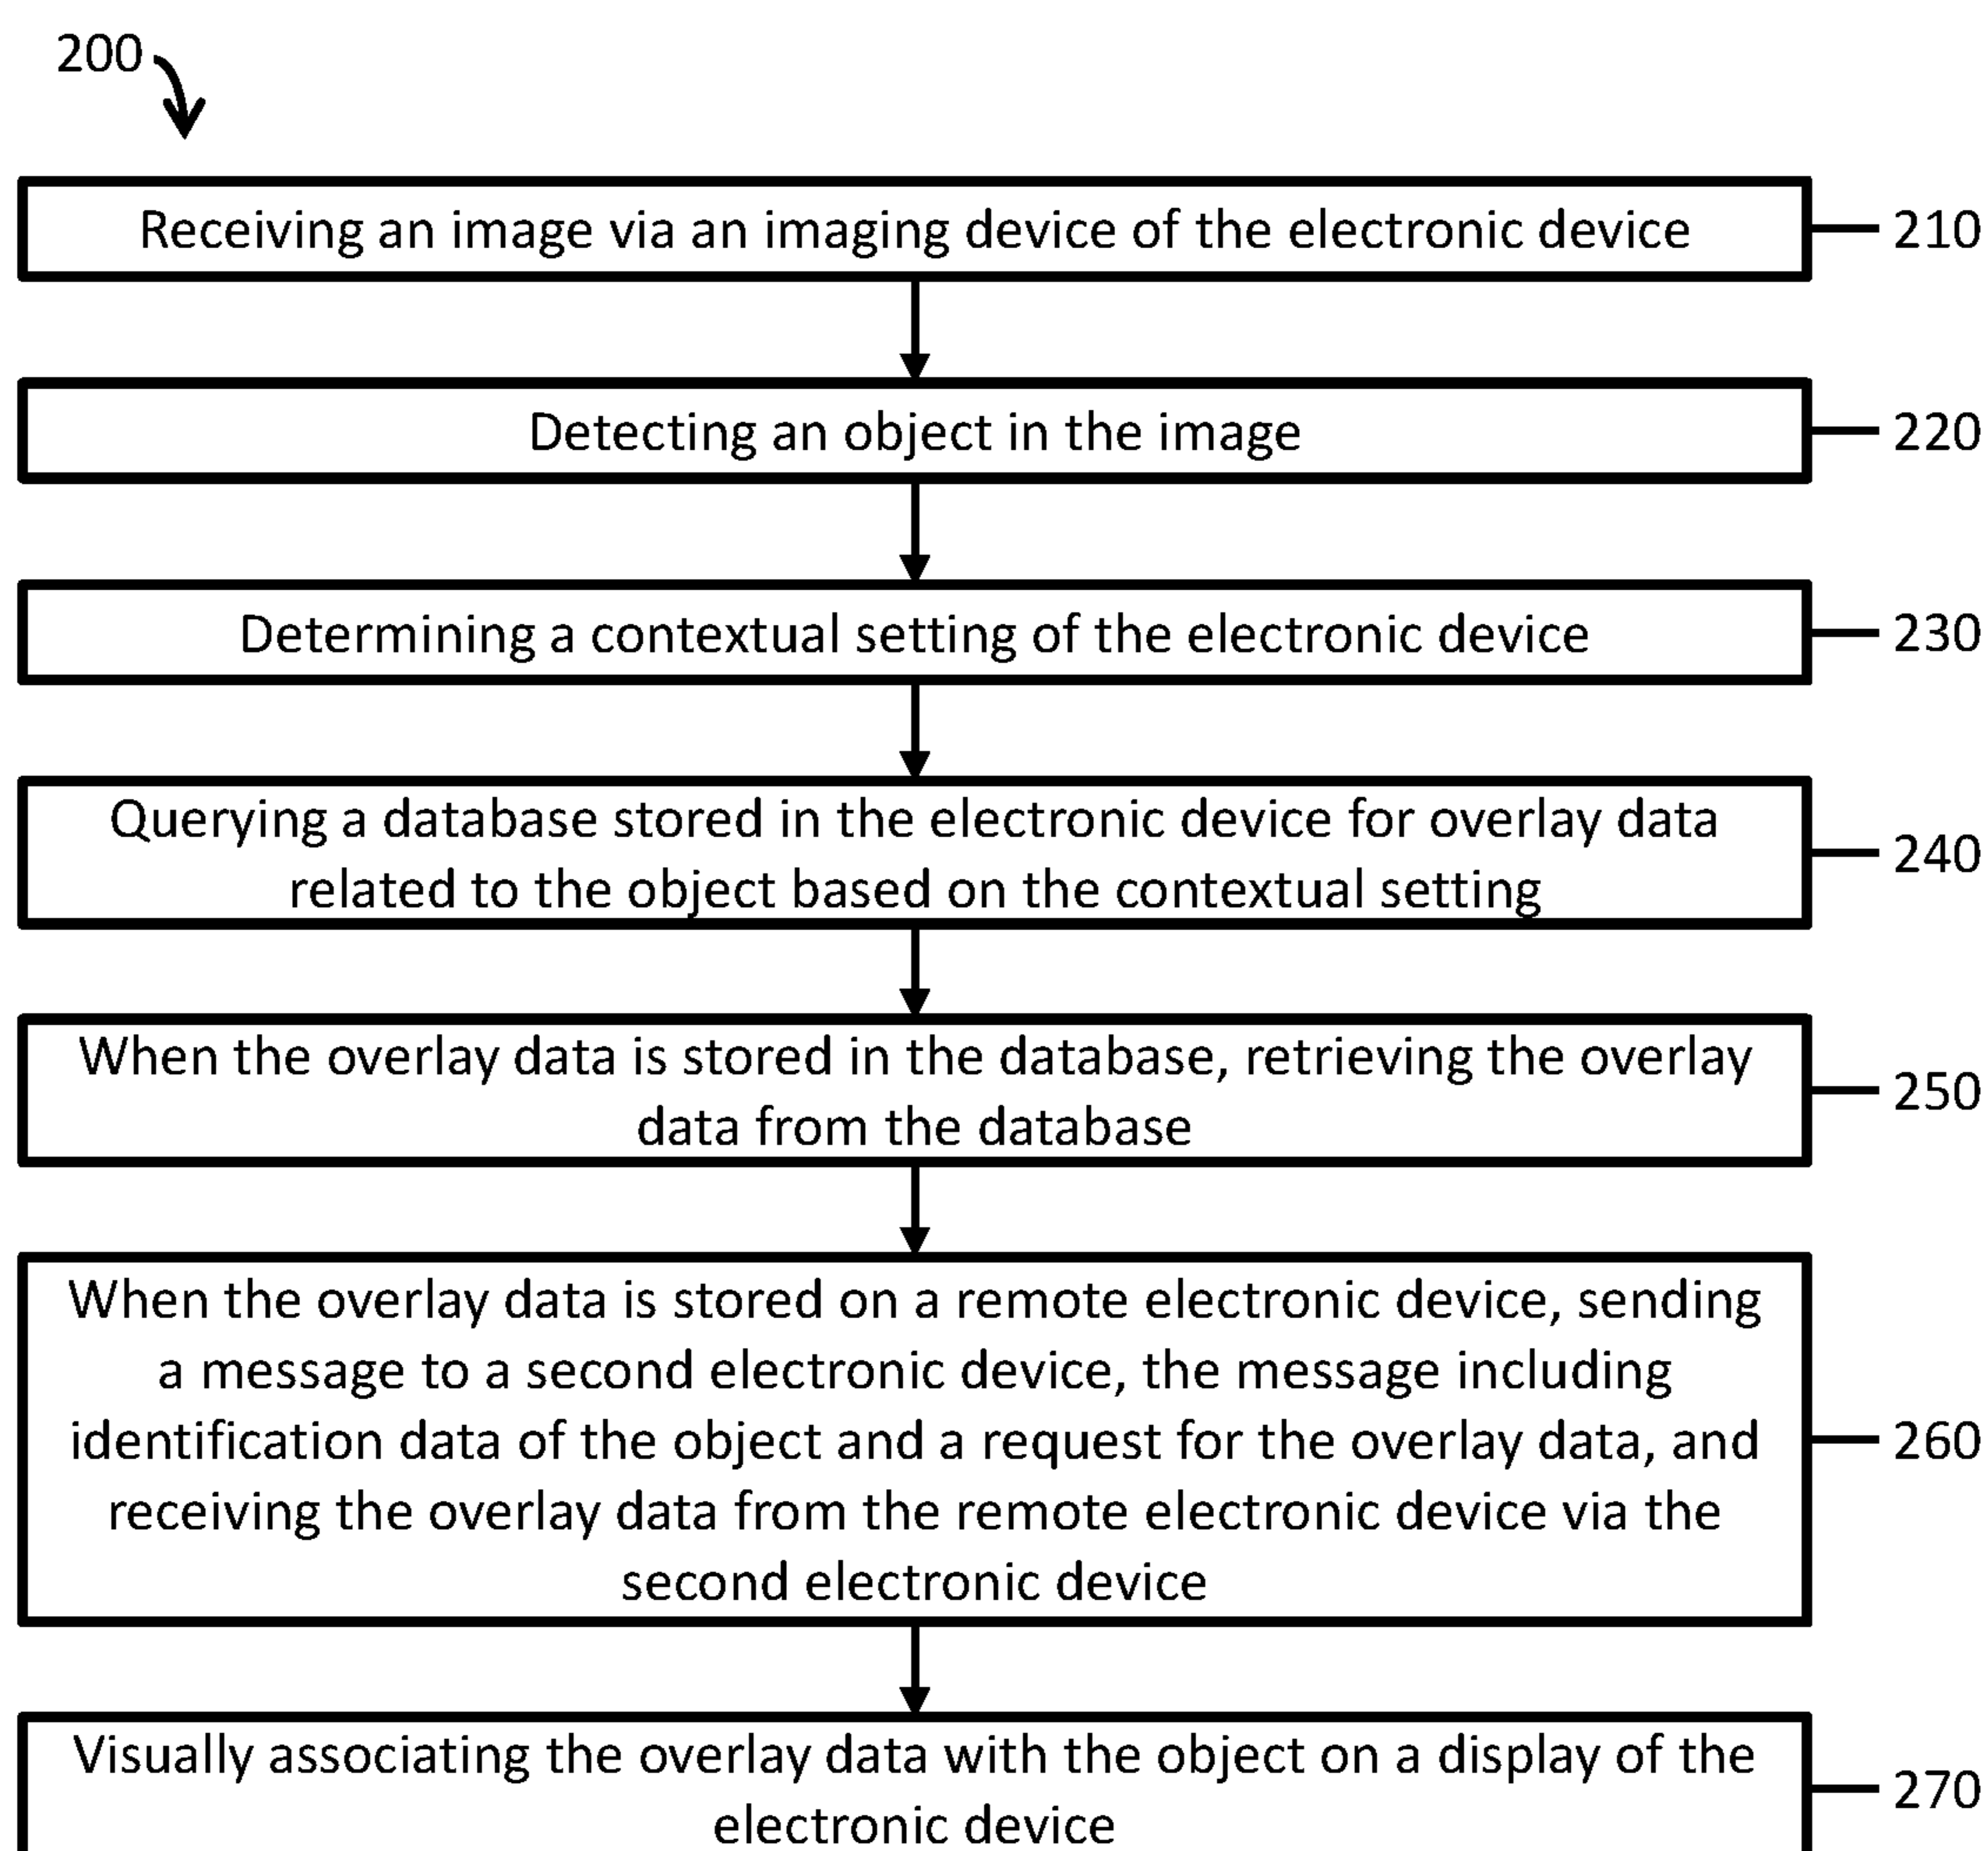 200
Receiving an image via an imaging device of the electronic device
210
Detecting an object in the image
220
Determining a contextual setting of the electronic device
230
Querying a database stored in the electronic device for overlay data
related to the object based on the contextual setting
240
When the overlay data is stored in the database, retrieving the overlay
data from the database
250
When the overlay data is stored on a remote electronic device, sending
a message to a second electronic device, the message including
identification data of the object and a request for the overlay data, and
receiving the overlay data from the remote electronic device via the
second electronic device
260
Visually associating the overlay data with the object on a display of the
electronic device
270